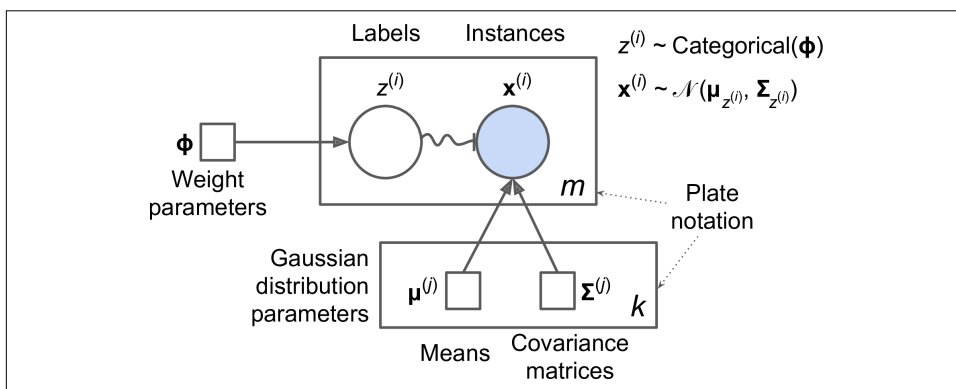 Labels Instances
z^(i) ~ Categorical(ϕ)
z^(i) x^(i)
x^(i) ~ 𝒩(μ_z^(i), Σ_z^(i))
ϕ
Weight
parameters
m
Plate
notation
Gaussian
distribution
parameters
μ^(j) Σ^(j)
k
Means Covariance
matrices